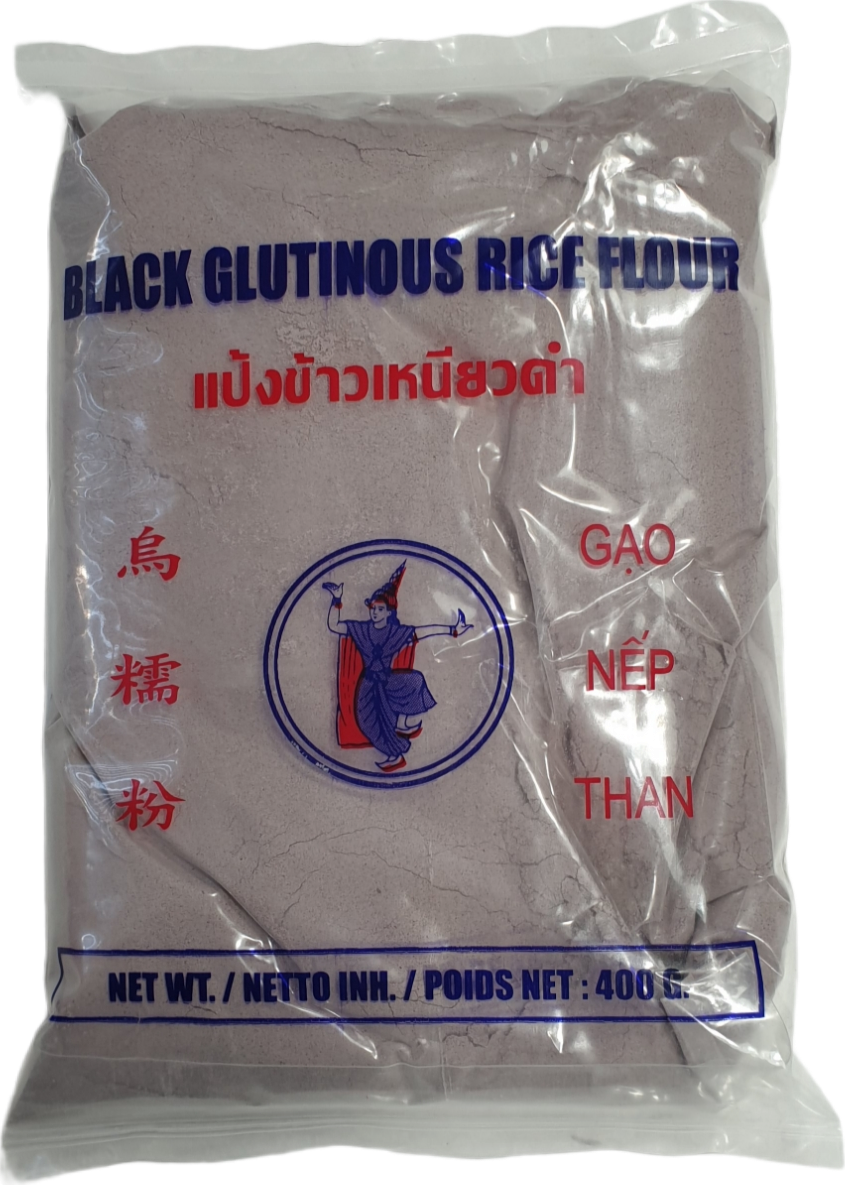 BLACK GLUTINOUS RICE FLOUR
แป้งข้าวเหนียวดำ
烏
糯
粉
GẠO
NẾP
THAN
NET WT. / NETTO INH. / POIDS NET : 400 G.